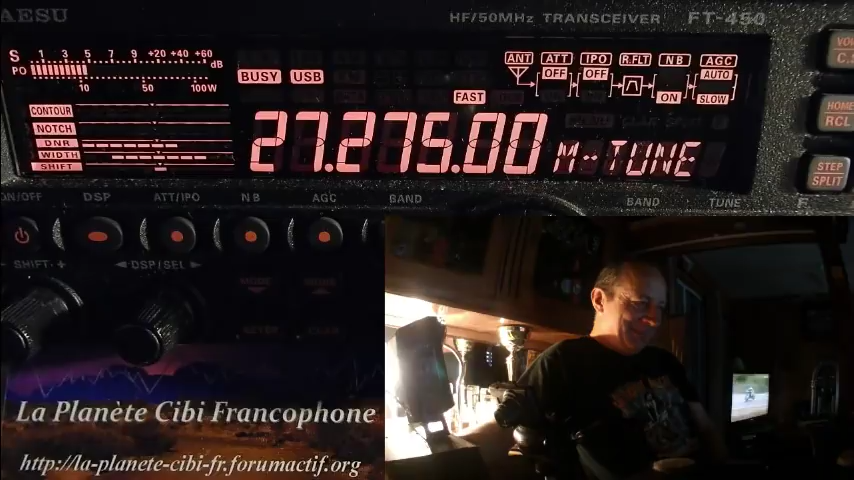 AESU HF/50MHz TRANSCEIVER FT-450
S 1 3 5 7 9 +20 +40 +60 dB
PO 10 50 100W
BUSY USB
ANT ATT IPO R.FLT NB AGC
OFF OFF AUTO
ON SLOW
FAST
CONTOUR
NOTCH
DNR
WIDTH
SHIFT
27.275.00 M-TUNE
HOME
RCL
STEP
SPLIT
ON/OFF DSP ATT/IPO NB AGC BAND BAND TUNE F
- SHIFT + ◄DSP/SEL►
MODE MODE
La Planète Cibi Francophone
http://la-planete-cibi-fr.forumactif.org